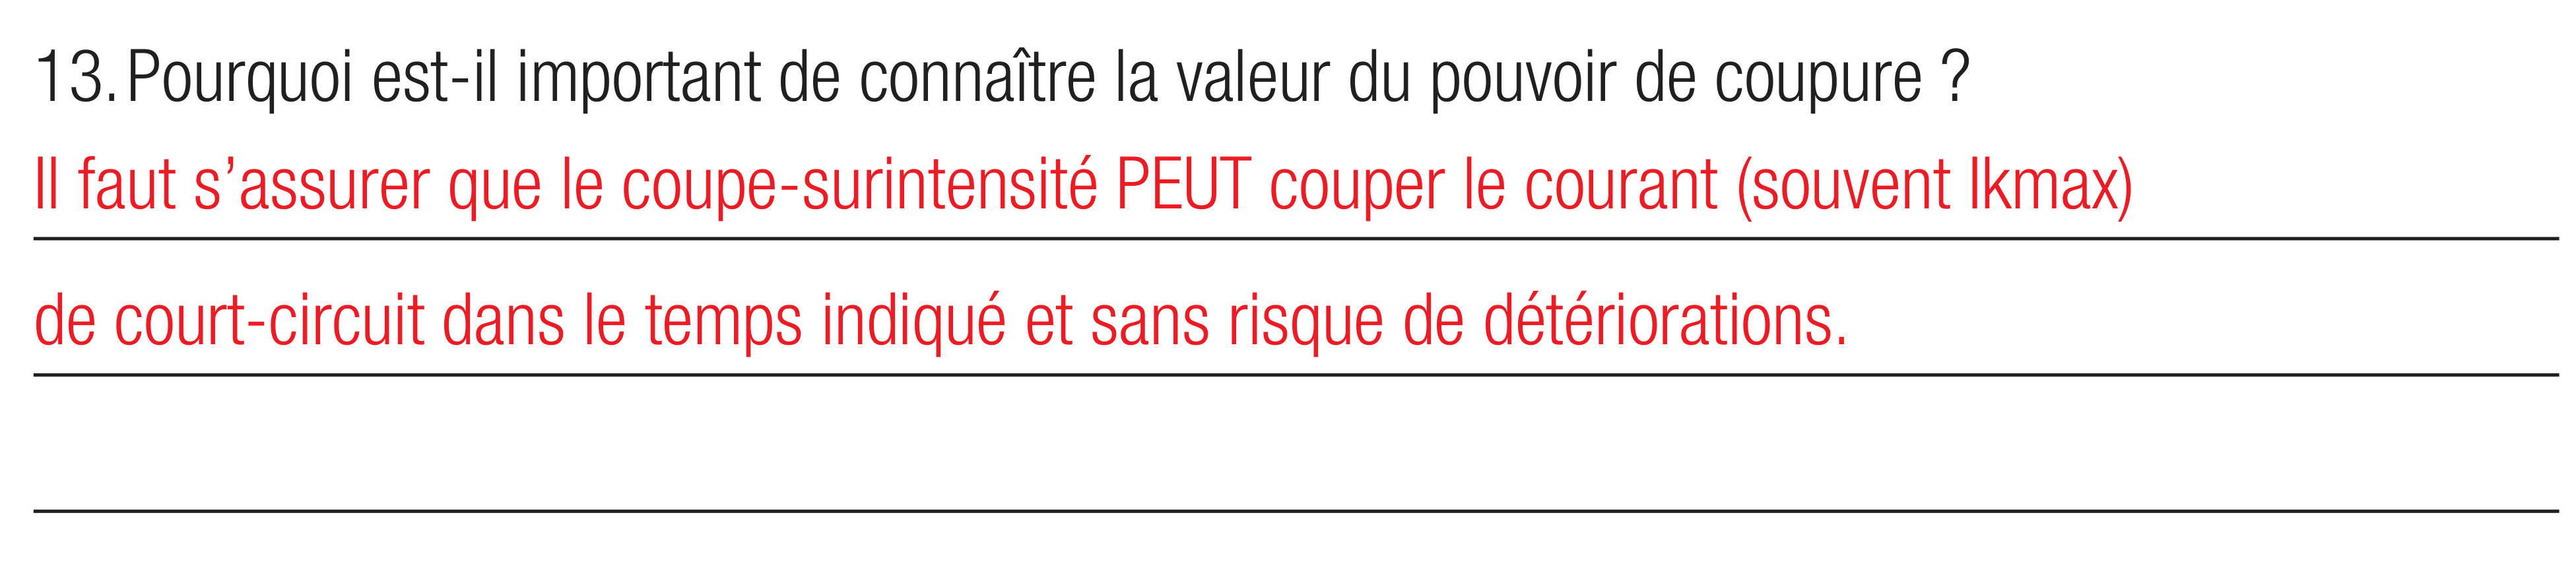 13. Pourquoi est-il important de connaître la valeur du pouvoir de coupure ?
Il faut s’assurer que le coupe-surintensité PEUT couper le courant (souvent Ikmax)
de court-circuit dans le temps indiqué et sans risque de détériorations.